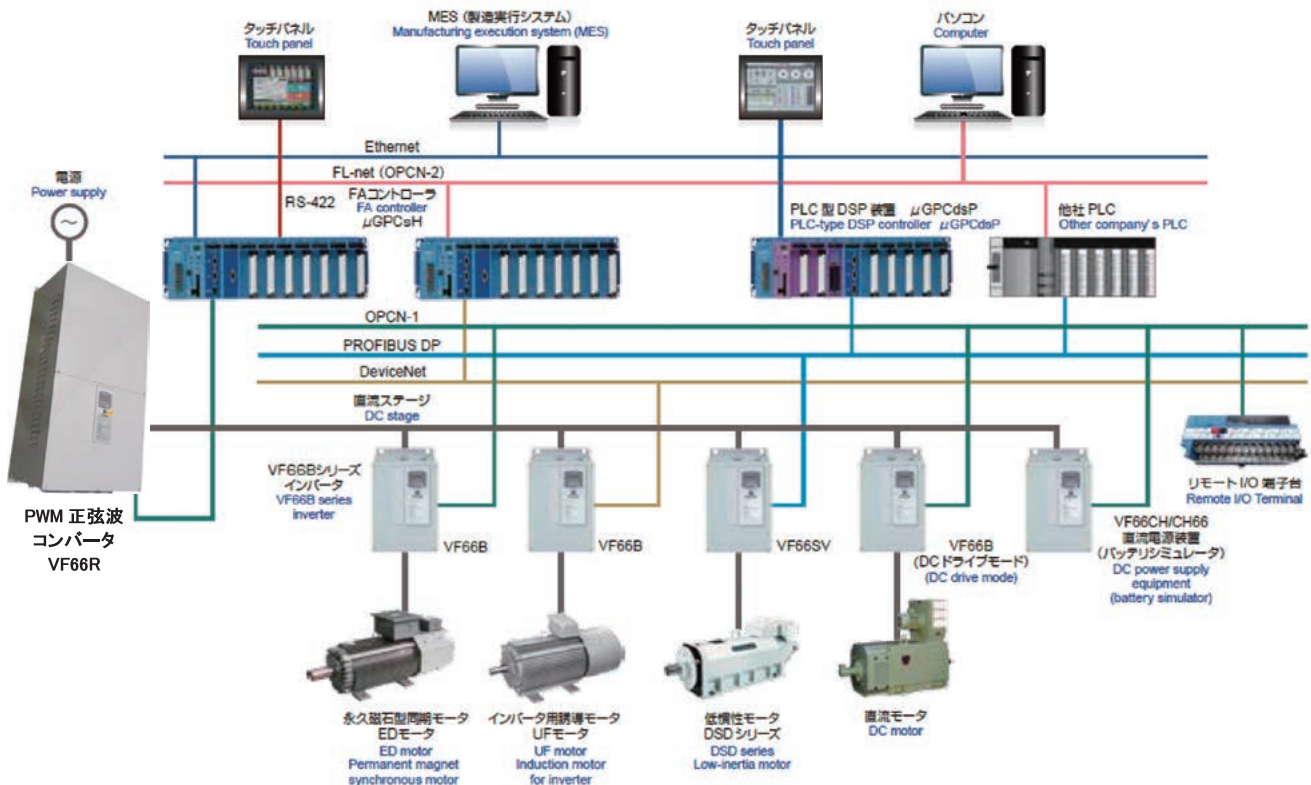 タッチパネル
Touch panel
MES（製造実行システム）
Manufacturing execution system (MES)
タッチパネル
Touch panel
パソコン
Computer
Ethernet
FL-net (OPCN-2)
電源
Power supply
RS-422
FAコントローラ
FA controller
μGPCsH
PLC 型 DSP 装置　μGPCdsP
PLC-type DSP controller μGPCdsP
他社 PLC
Other company's PLC
OPCN-1
PROFIBUS DP
DeviceNet
直流ステージ
DC stage
VF66Bシリーズ
インバータ
VF66B series
inverter
VF66B
VF66B
VF66SV
VF66B
(DCドライブモード)
(DC drive mode)
リモート I/O 端子台
Remote I/O Terminal
VF66CH/CH66
直流電源装置
(バッテリシミュレータ)
DC power supply
equipment
(battery simulator)
PWM 正弦波
コンバータ
VF66R
永久磁石型同期モータ
EDモータ
ED motor
Permanent magnet
synchronous motor
インバータ用誘導モータ
UFモータ
UF motor
Induction motor
for inverter
低慣性モータ
DSDシリーズ
DSD series
Low-inertia motor
直流モータ
DC motor